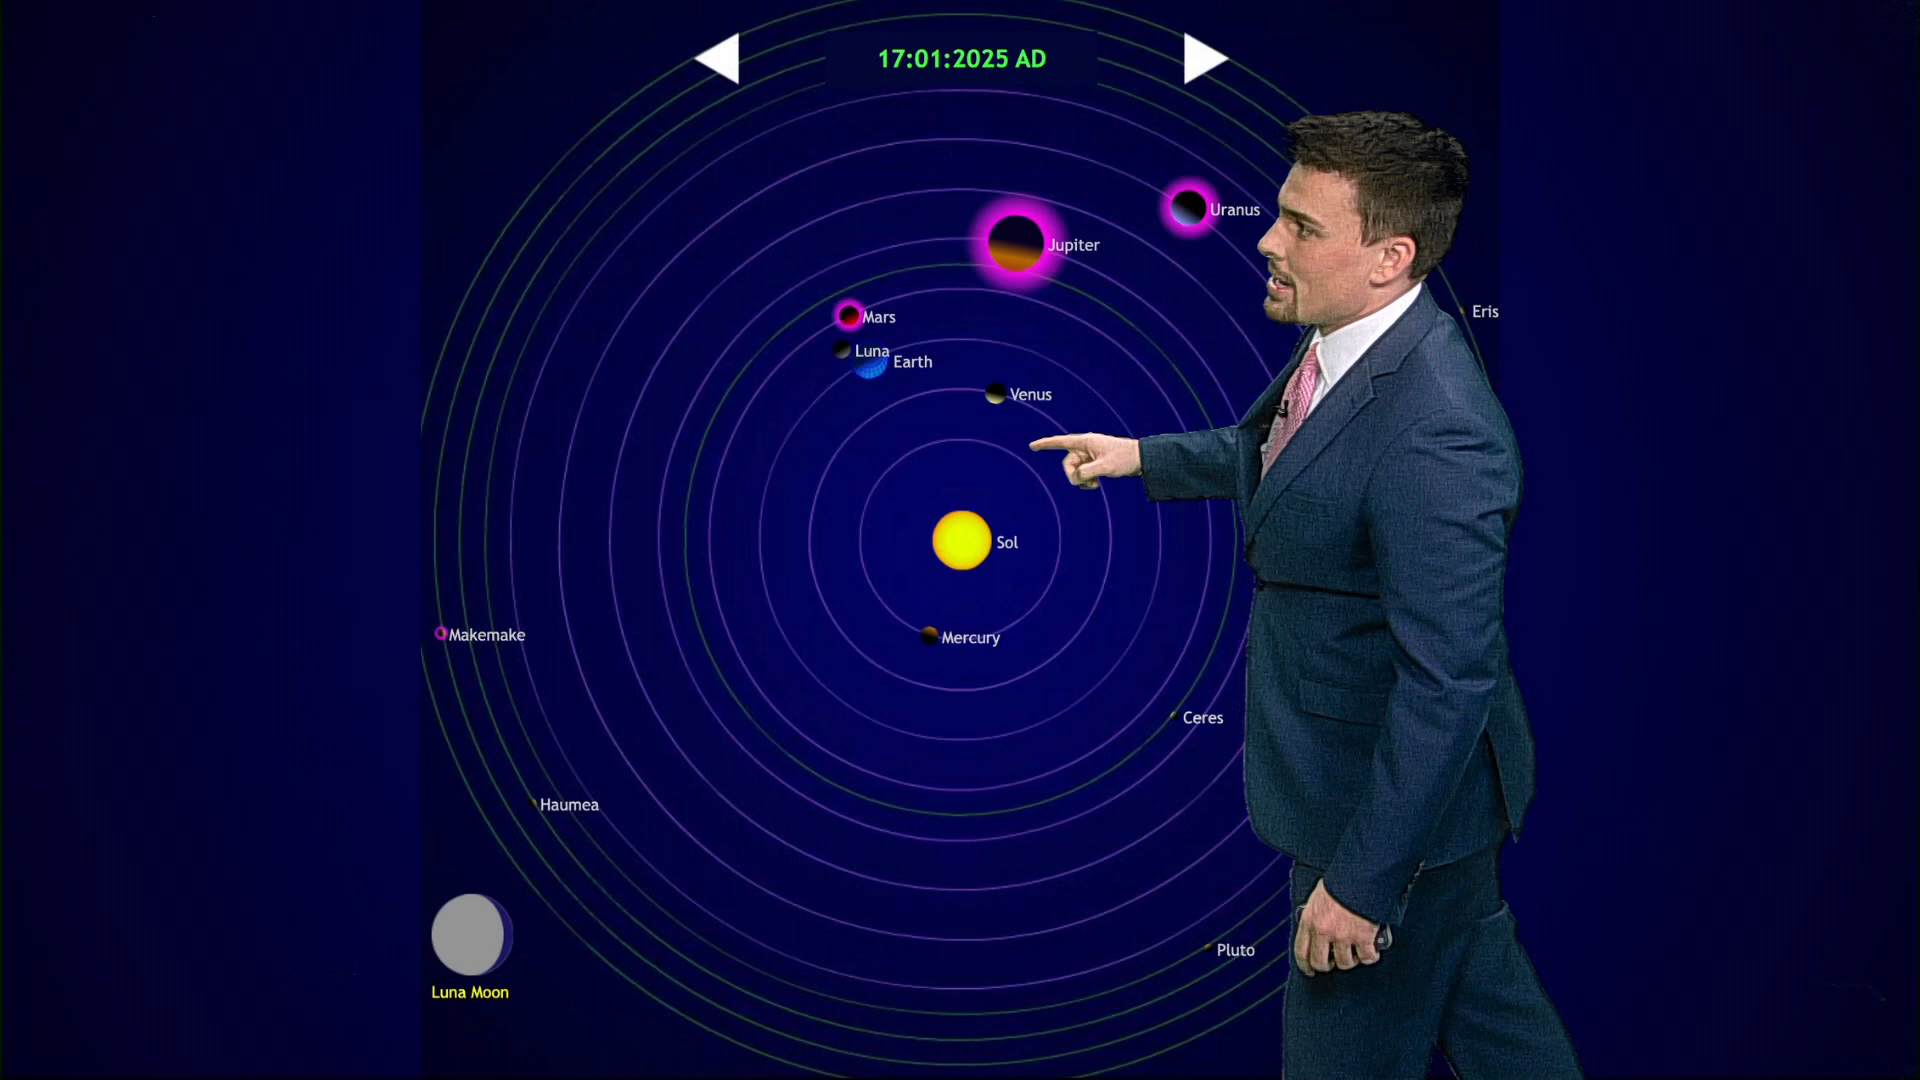 17:01:2025 AD
Uranus
Jupiter
Eris
Mars
Luna
Earth
Venus
Sol
Makemake
Mercury
Ceres
Haumea
Pluto
Luna Moon